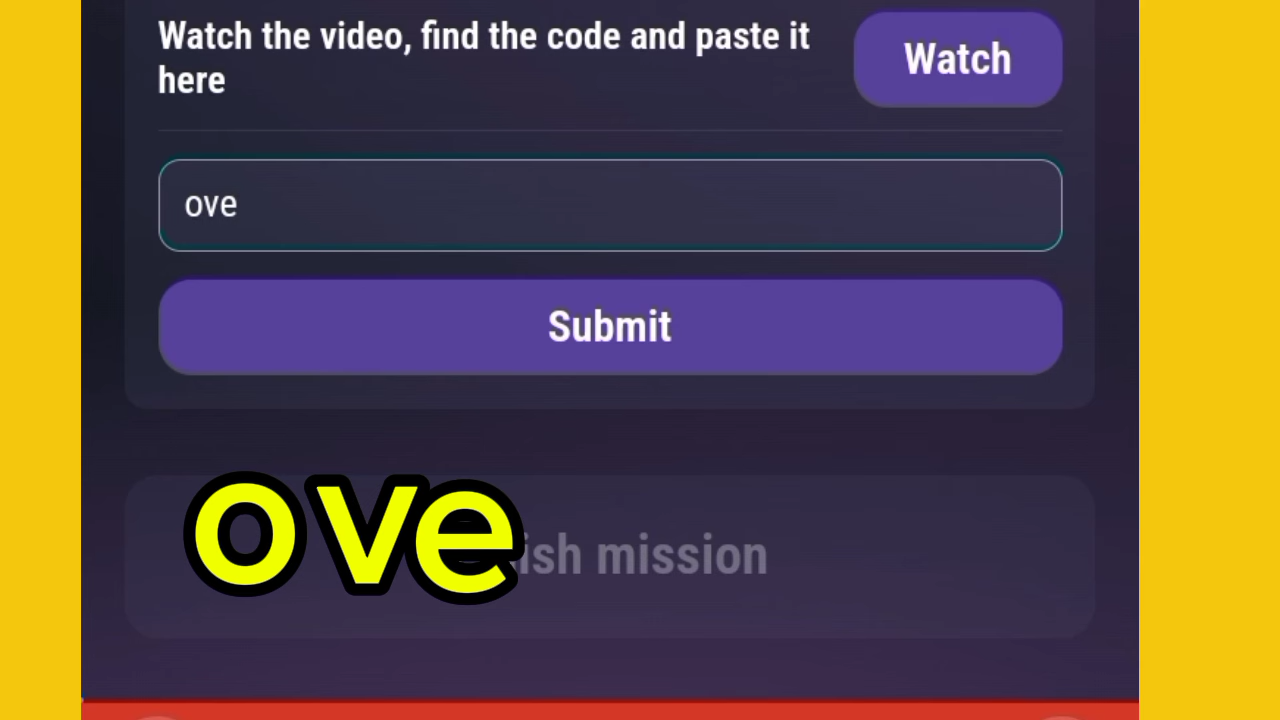 Watch the video, find the code and paste it
here
Watch
ove
Submit
ove
ish mission